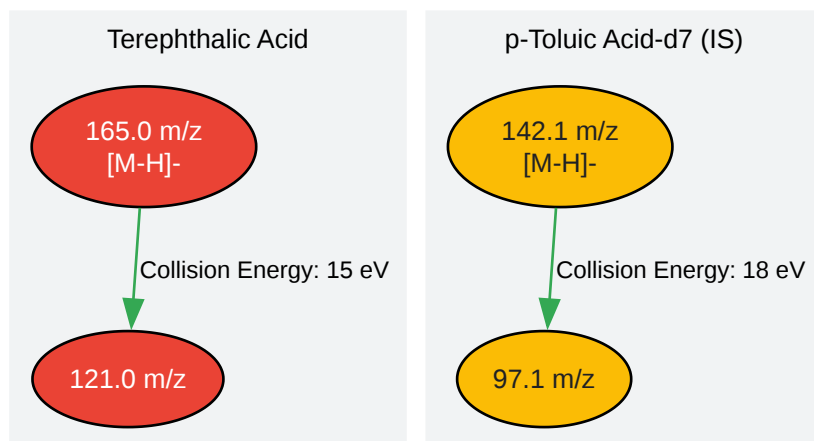 Terephthalic Acid
165.0 m/z
[M-H]-
Collision Energy: 15 eV
121.0 m/z
p-Toluic Acid-d7 (IS)
142.1 m/z
[M-H]-
Collision Energy: 18 eV
97.1 m/z